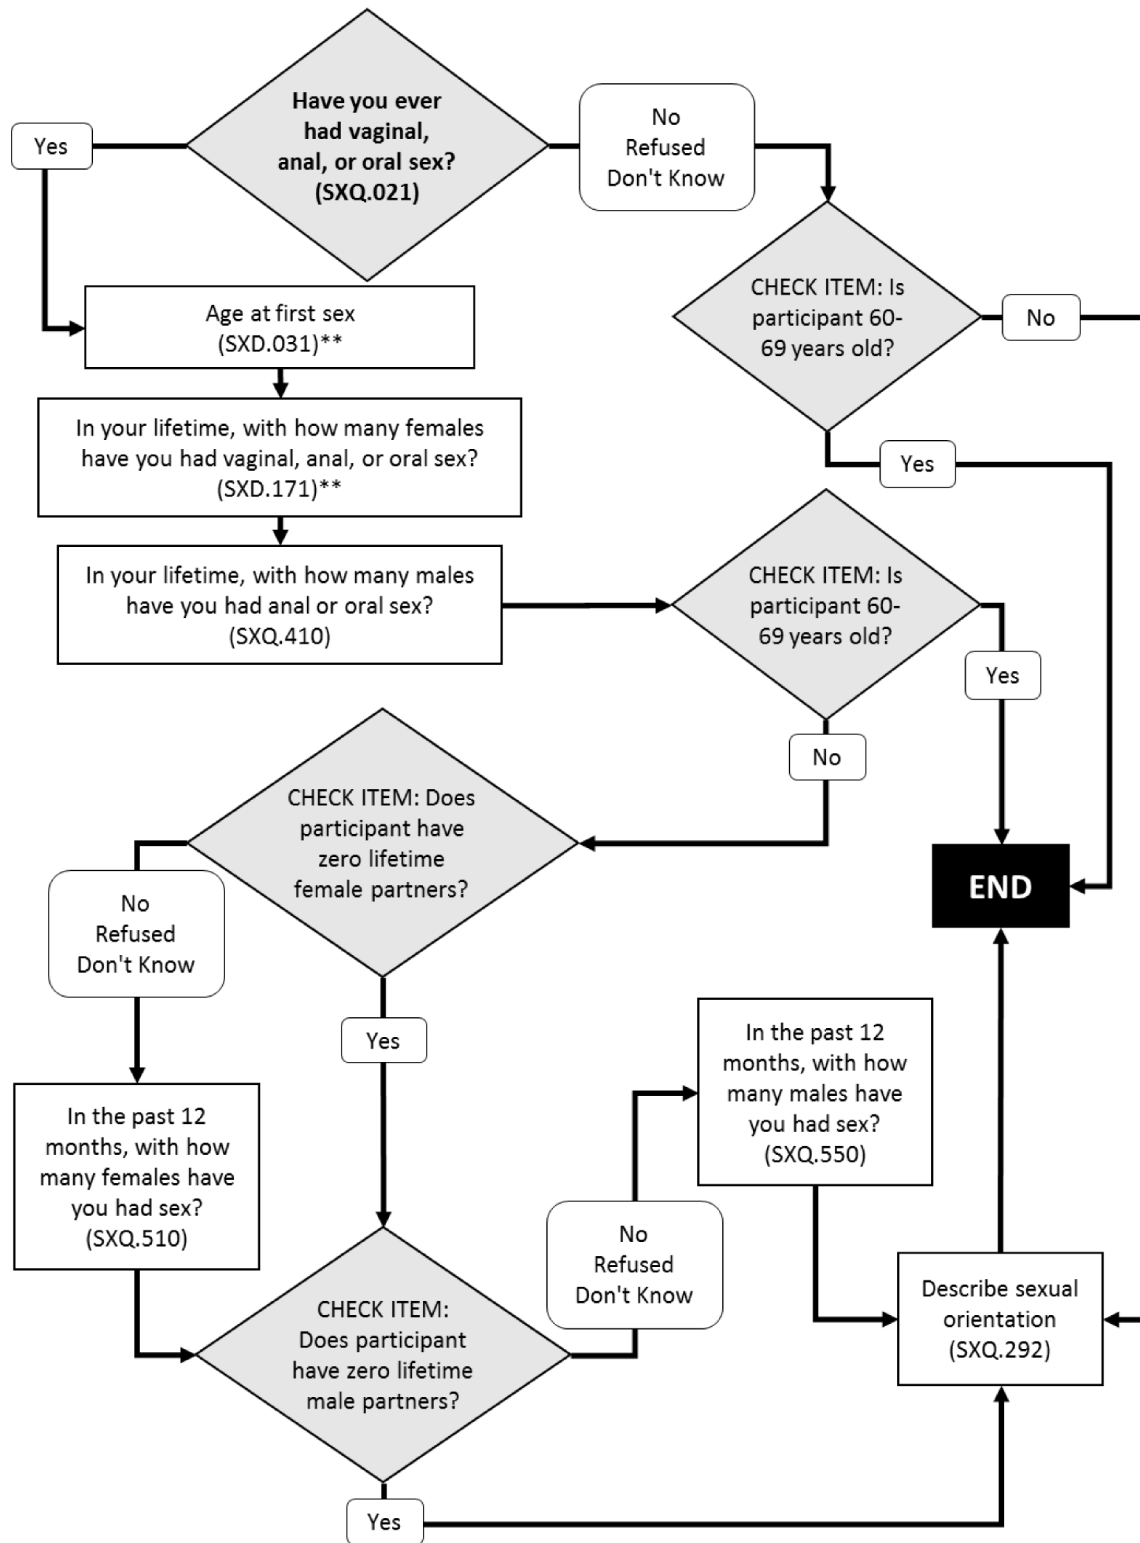 Have you ever
had vaginal,
anal, or oral sex?
(SXQ.021)
Yes
No
Refused
Don't Know
CHECK ITEM: Is
participant 60-
69 years old?
No
Yes
Age at first sex
(SXD.031)**
In your lifetime, with how many females
have you had vaginal, anal, or oral sex?
(SXD.171)**
In your lifetime, with how many males
have you had anal or oral sex?
(SXQ.410)
CHECK ITEM: Is
participant 60-
69 years old?
Yes
No
CHECK ITEM: Does
participant have
zero lifetime
female partners?
END
No
Refused
Don't Know
Yes
In the past 12
months, with how
many females have
you had sex?
(SXQ.510)
In the past 12
months, with how
many males have
you had sex?
(SXQ.550)
No
Refused
Don't Know
CHECK ITEM:
Does participant
have zero lifetime
male partners?
Describe sexual
orientation
(SXQ.292)
Yes